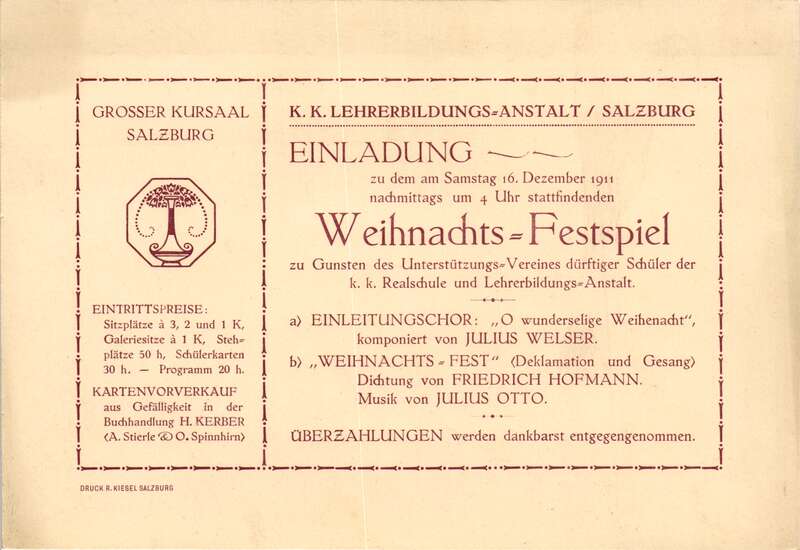 GROSSER KURSAAL
SALZBURG
EINTRITTSPREISE:
Sitzplätze à 3, 2 und 1 K,
Galeriesitze à 1 K, Steh-
plätze 50 h, Schülerkarten
30 h. — Programm 20 h.
KARTENVORVERKAUF
aus Gefälligkeit in der
Buchhandlung H. KERBER
(A. Stierle & O. Spinnhirn)
K. K. LEHRERBILDUNGS=ANSTALT / SALZBURG
EINLADUNG
zu dem am Samstag 16. Dezember 1911
nachmittags um 4 Uhr stattfindenden
Weihnachts=Festspiel
zu Gunsten des Unterstützungs=Vereines dürftiger Schüler der
k. k. Realschule und Lehrerbildungs=Anstalt.
a) EINLEITUNGSCHOR: „O wunderselige Weihenacht",
komponiert von JULIUS WELSER.
b) „WEIHNACHTS=FEST" (Deklamation und Gesang)
Dichtung von FRIEDRICH HOFMANN.
Musik von JULIUS OTTO.
ÜBERZAHLUNGEN werden dankbarst entgegengenommen.
DRUCK R. KIESEL SALZBURG